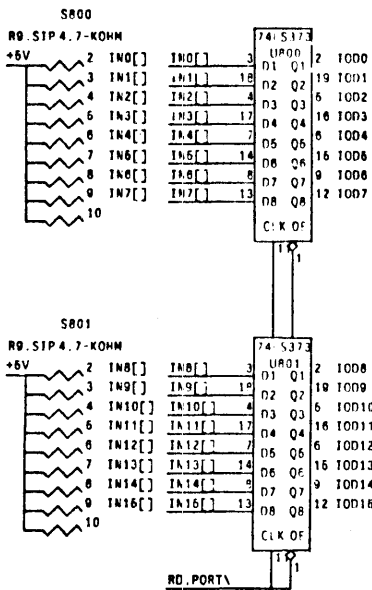 S800
R9.SIP 4.7-KOHM
+5V
2 IN0[] IN0[] 3
3 IN1[] IN1[] 18
4 IN2[] IN2[] 4
5 IN3[] IN3[] 17
6 IN4[] IN4[] 7
7 IN5[] IN5[] 14
8 IN6[] IN6[] 8
9 IN7[] IN7[] 13
10
74LS373
U800
D1 Q1 2 IOD0
D2 Q2 19 IOD1
D3 Q3 5 IOD2
D4 Q4 16 IOD3
D5 Q5 6 IOD4
D6 Q6 15 IOD5
D7 Q7 9 IOD6
D8 Q8 12 IOD7
CLK OE
1 1
S801
R9.SIP 4.7-KOHM
+5V
2 IN8[] IN8[] 3
3 IN9[] IN9[] 18
4 IN10[] IN10[] 4
5 IN11[] IN11[] 17
6 IN12[] IN12[] 7
7 IN13[] IN13[] 14
8 IN14[] IN14[] 8
9 IN15[] IN15[] 13
10
74LS373
U801
D1 Q1 2 IOD8
D2 Q2 19 IOD9
D3 Q3 5 IOD10
D4 Q4 16 IOD11
D5 Q5 6 IOD12
D6 Q6 15 IOD13
D7 Q7 9 IOD14
D8 Q8 12 IOD15
CLK OE
1 1
RD.PORT\